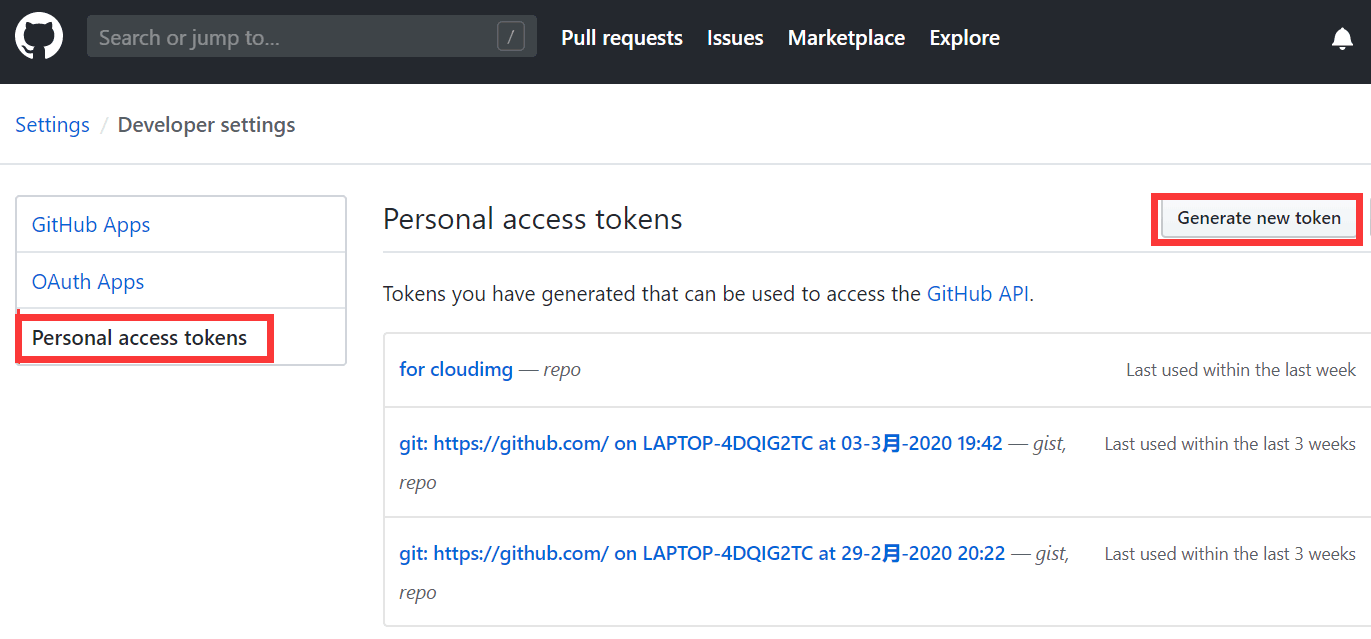 Search or jump to... /
Pull requests Issues Marketplace Explore
Settings / Developer settings
GitHub Apps
OAuth Apps
Personal access tokens
Personal access tokens
Generate new token
Tokens you have generated that can be used to access the GitHub API.
for cloudimg — repo
Last used within the last week
git: https://github.com/ on LAPTOP-4DQIG2TC at 03-3月-2020 19:42 — gist,
repo
Last used within the last 3 weeks
git: https://github.com/ on LAPTOP-4DQIG2TC at 29-2月-2020 20:22 — gist,
repo
Last used within the last 3 weeks